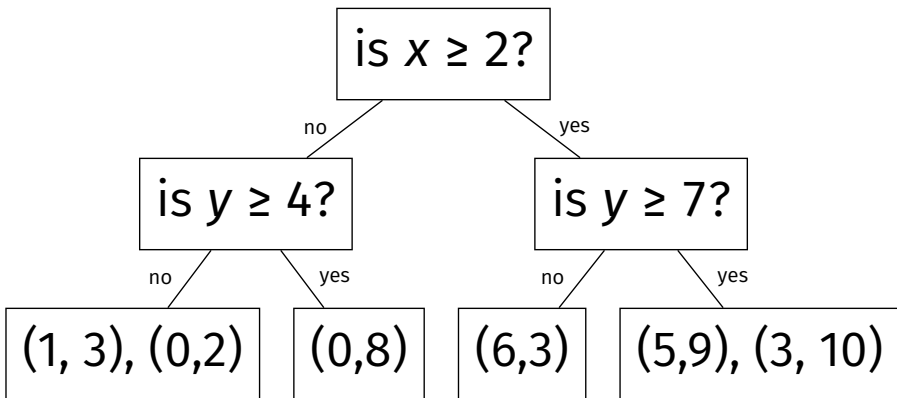 is x ≥ 2?
no
yes
is y ≥ 4?
is y ≥ 7?
no
yes
no
yes
(1, 3), (0,2)
(0,8)
(6,3)
(5,9), (3, 10)